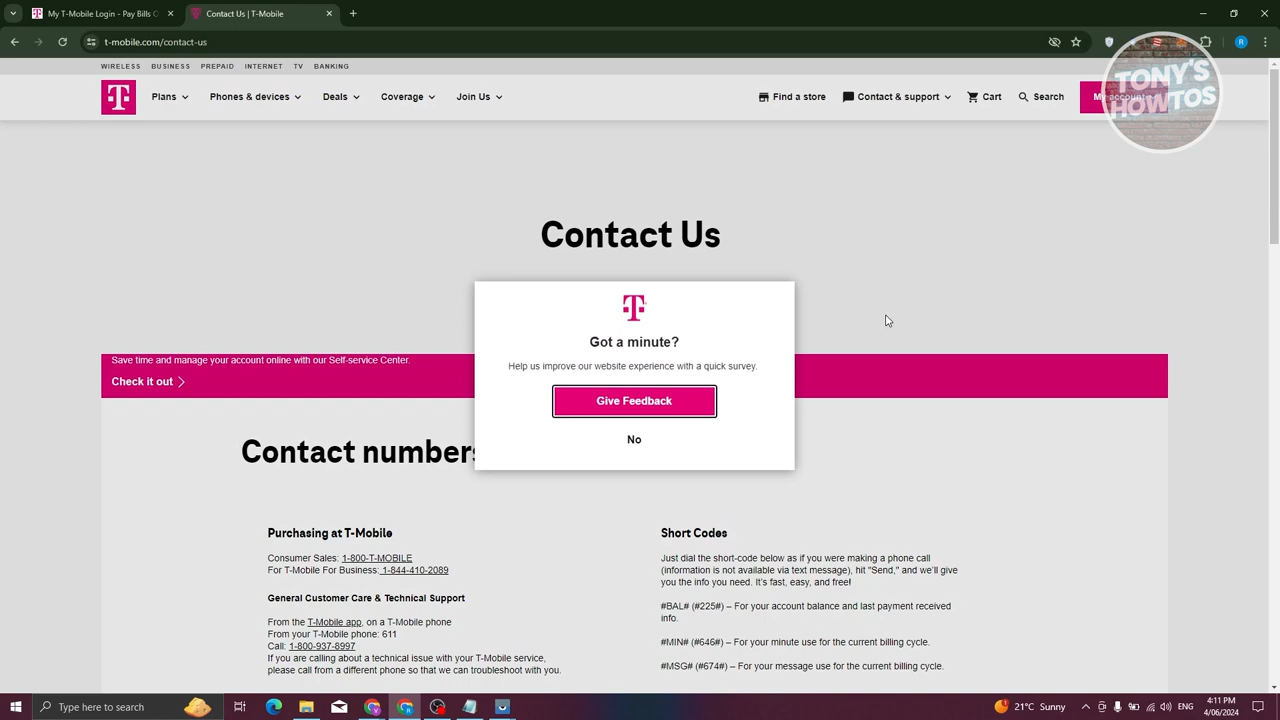 My T-Mobile Login - Pay Bills O
Contact Us | T-Mobile
t-mobile.com/contact-us
R
WIRELESS BUSINESS PREPAID INTERNET TV BANKING
T Plans Phones & devices Deals Coverage Join Us Find a store Contact & support Cart Search My account
TONY'S
HOWTOS
Contact Us
T
Got a minute?
Help us improve our website experience with a quick survey.
Give Feedback
No
Save time and manage your account online with our Self-service Center.
Check it out
Contact numbers
Purchasing at T-Mobile
Consumer Sales: 1-800-T-MOBILE
For T-Mobile For Business: 1-844-410-2089
General Customer Care & Technical Support
From the T-Mobile app, on a T-Mobile phone
From your T-Mobile phone: 611
Call: 1-800-937-8997
If you are calling about a technical issue with your T-Mobile service,
please call from a different phone so that we can troubleshoot with you.
Short Codes
Just dial the short-code below as if you were making a phone call
(information is not available via text message), hit "Send," and we'll give
you the info you need. It's fast, easy, and free!
#BAL# (#225#) – For your account balance and last payment received
info.
#MIN# (#646#) – For your minute use for the current billing cycle.
#MSG# (#674#) – For your message use for the current billing cycle.
Type here to search
21°C Sunny
4:11 PM
4/06/2024